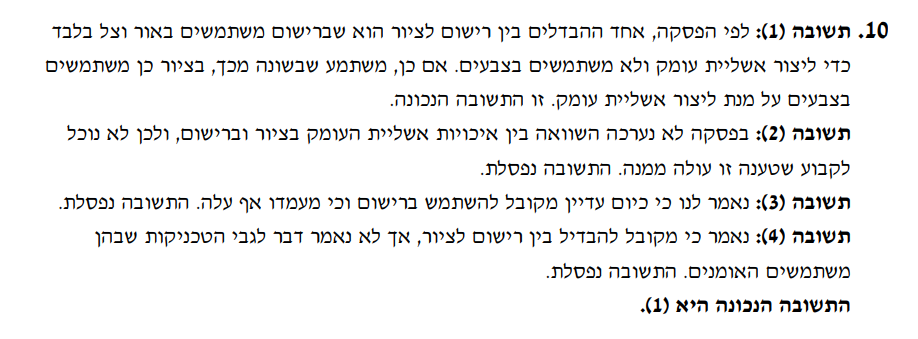 10. תשובה (1): לפי הפסקה, אחד ההבדלים בין רישום לציור הוא שברישום משתמשים באור וצל בלבד
כדי ליצור אשליית עומק ולא משתמשים בצבעים. אם כן, משתמע שבשונה מכך, בציור כן משתמשים
בצבעים על מנת ליצור אשליית עומק. זו התשובה הנכונה.
תשובה (2): בפסקה לא נערכה השוואה בין איכויות אשליית העומק בציור וברישום, ולכן לא נוכל
לקבוע שטענה זו עולה ממנה. התשובה נפסלת.
תשובה (3): נאמר לנו כי כיום עדיין מקובל להשתמש ברישום וכי מעמדו אף עלה. התשובה נפסלת.
תשובה (4): נאמר כי מקובל להבדיל בין רישום לציור, אך לא נאמר דבר לגבי הטכניקות שבהן
משתמשים האומנים. התשובה נפסלת.
התשובה הנכונה היא (1).